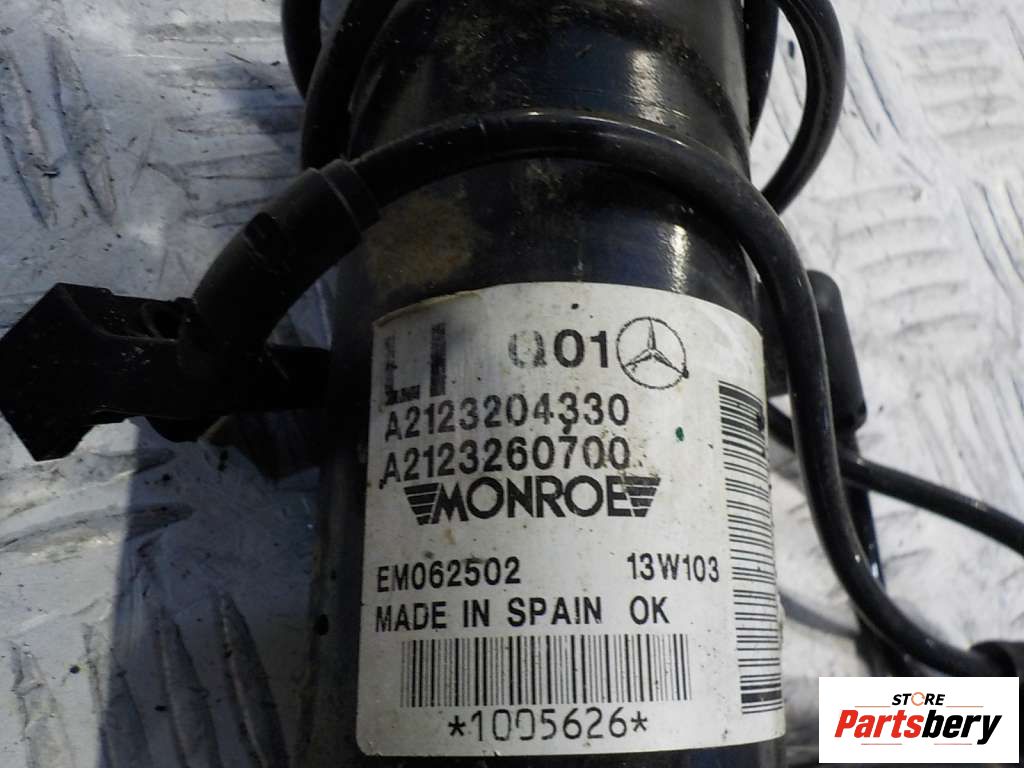 LI Q01
A2123204330
A2123260700
MONROE
EM062502 13W103
MADE IN SPAIN OK
*1005626*
STORE
Partsbery